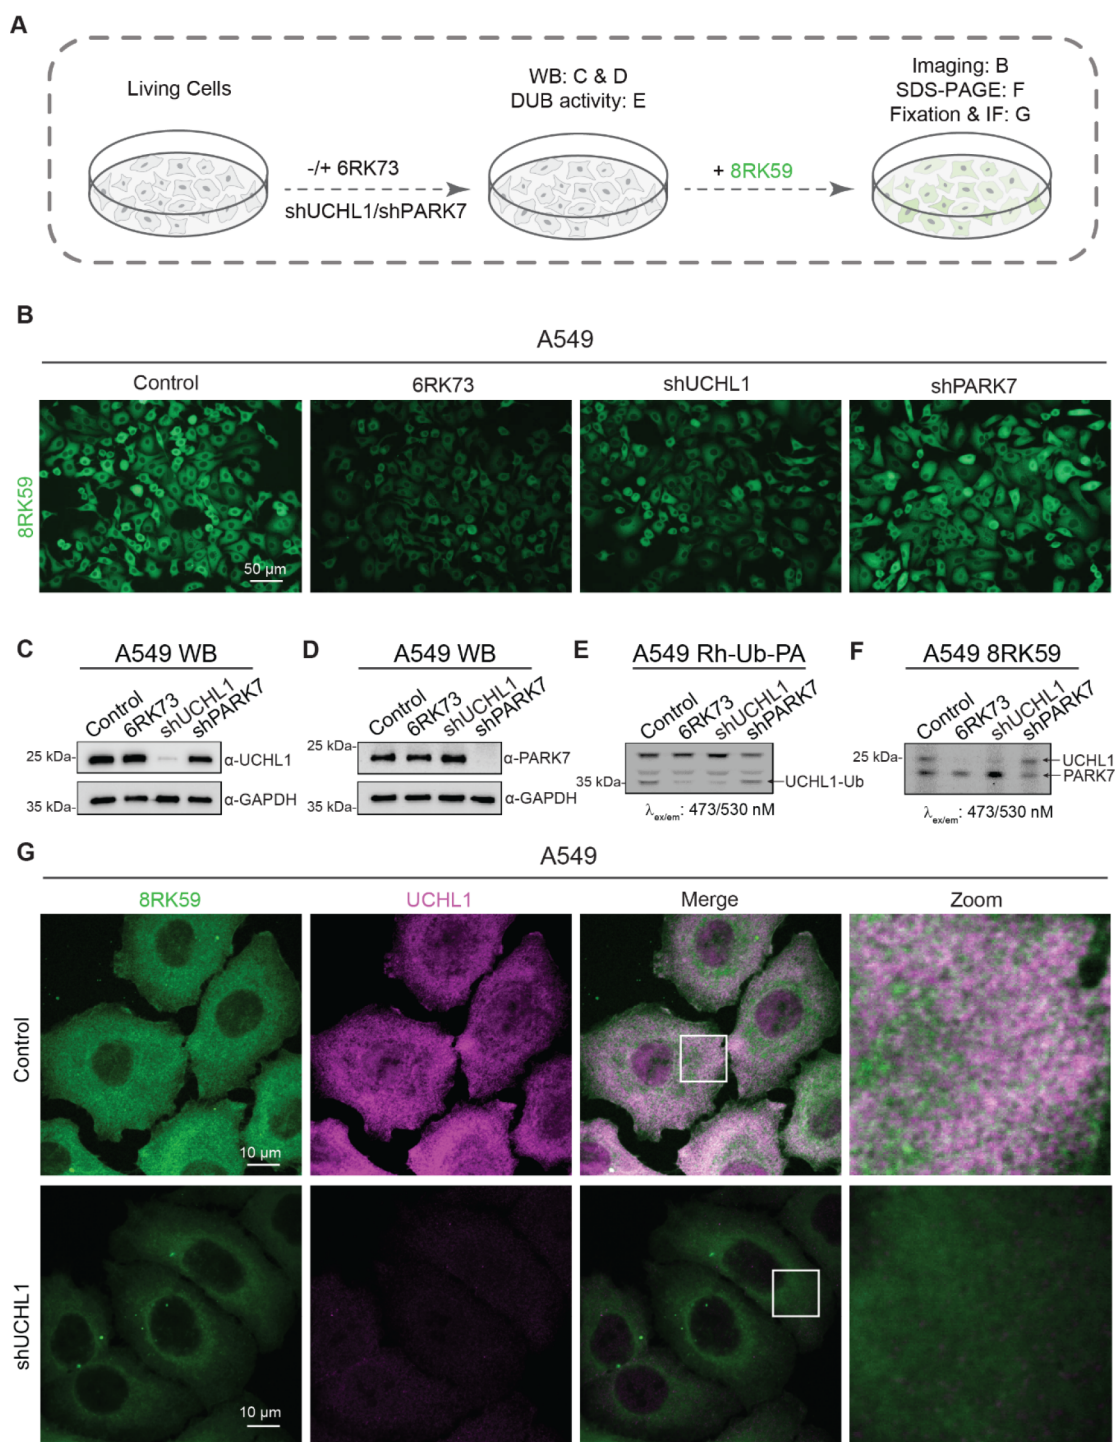 A
Living Cells
-/+ 6RK73
shUCHL1/shPARK7
WB: C & D
DUB activity: E
+ 8RK59
Imaging: B
SDS-PAGE: F
Fixation & IF: G
B
A549
Control
6RK73
shUCHL1
shPARK7
8RK59
50 µm
C
A549 WB
Control
6RK73
shUCHL1
shPARK7
25 kDa-
α-UCHL1
35 kDa-
α-GAPDH
D
A549 WB
Control
6RK73
shUCHL1
shPARK7
25 kDa-
α-PARK7
35 kDa-
α-GAPDH
E
A549 Rh-Ub-PA
Control
6RK73
shUCHL1
shPARK7
35 kDa-
UCHL1-Ub
λex/em: 473/530 nM
F
A549 8RK59
Control
6RK73
shUCHL1
shPARK7
25 kDa-
UCHL1
PARK7
λex/em: 473/530 nM
G
A549
8RK59
UCHL1
Merge
Zoom
Control
10 µm
shUCHL1
10 µm